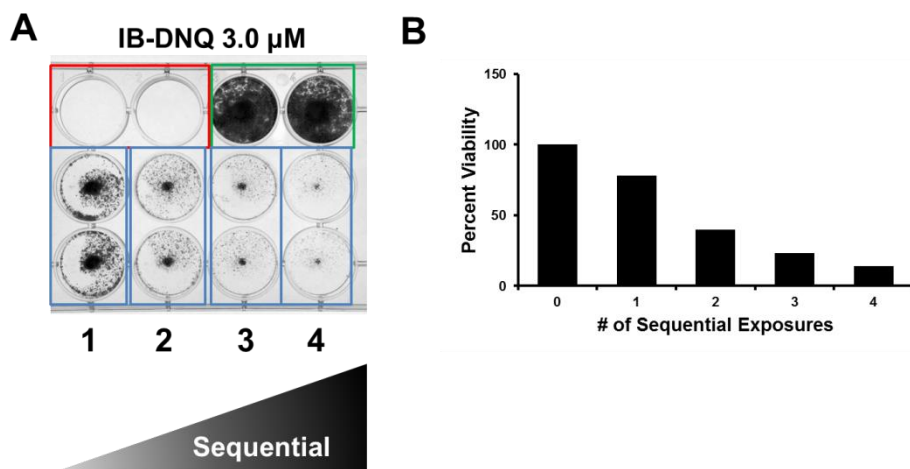 A
IB-DNQ 3.0 µM
1 2 3 4
Sequential
B
150
100
50
0
Percent Viability
0 1 2 3 4
# of Sequential Exposures